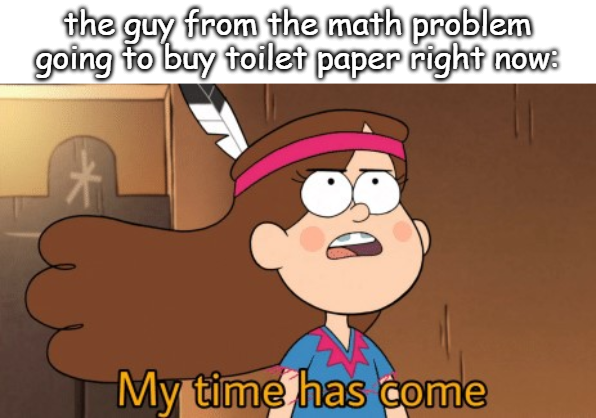 the guy from the math problem
going to buy toilet paper right now:
My time has come